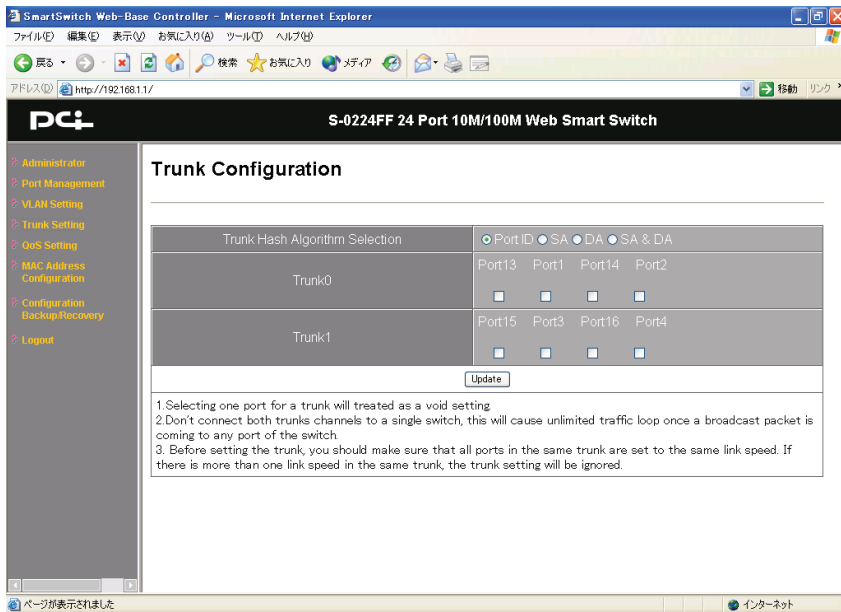 SmartSwitch Web-Base Controller - Microsoft Internet Explorer
ファイル(F) 編集(E) 表示(V) お気に入り(A) ツール(T) ヘルプ(H)
戻る 検索 お気に入り メディア
アドレス(D) http://192.168.1.1/ 移動 リンク »
PCi
S-0224FF 24 Port 10M/100M Web Smart Switch
Administrator
Port Management
VLAN Setting
Trunk Setting
QoS Setting
MAC Address
Configuration
Configuration
Backup/Recovery
Logout
Trunk Configuration
Trunk Hash Algorithm Selection Port ID SA DA SA & DA
Trunk0 Port13 Port1 Port14 Port2
Trunk1 Port15 Port3 Port16 Port4
Update
1.Selecting one port for a trunk will treated as a void setting.
2.Don't connect both trunks channels to a single switch, this will cause unlimited traffic loop once a broadcast packet is
coming to any port of the switch.
3. Before setting the trunk, you should make sure that all ports in the same trunk are set to the same link speed. If
there is more than one link speed in the same trunk, the trunk setting will be ignored.
ページが表示されました インターネット